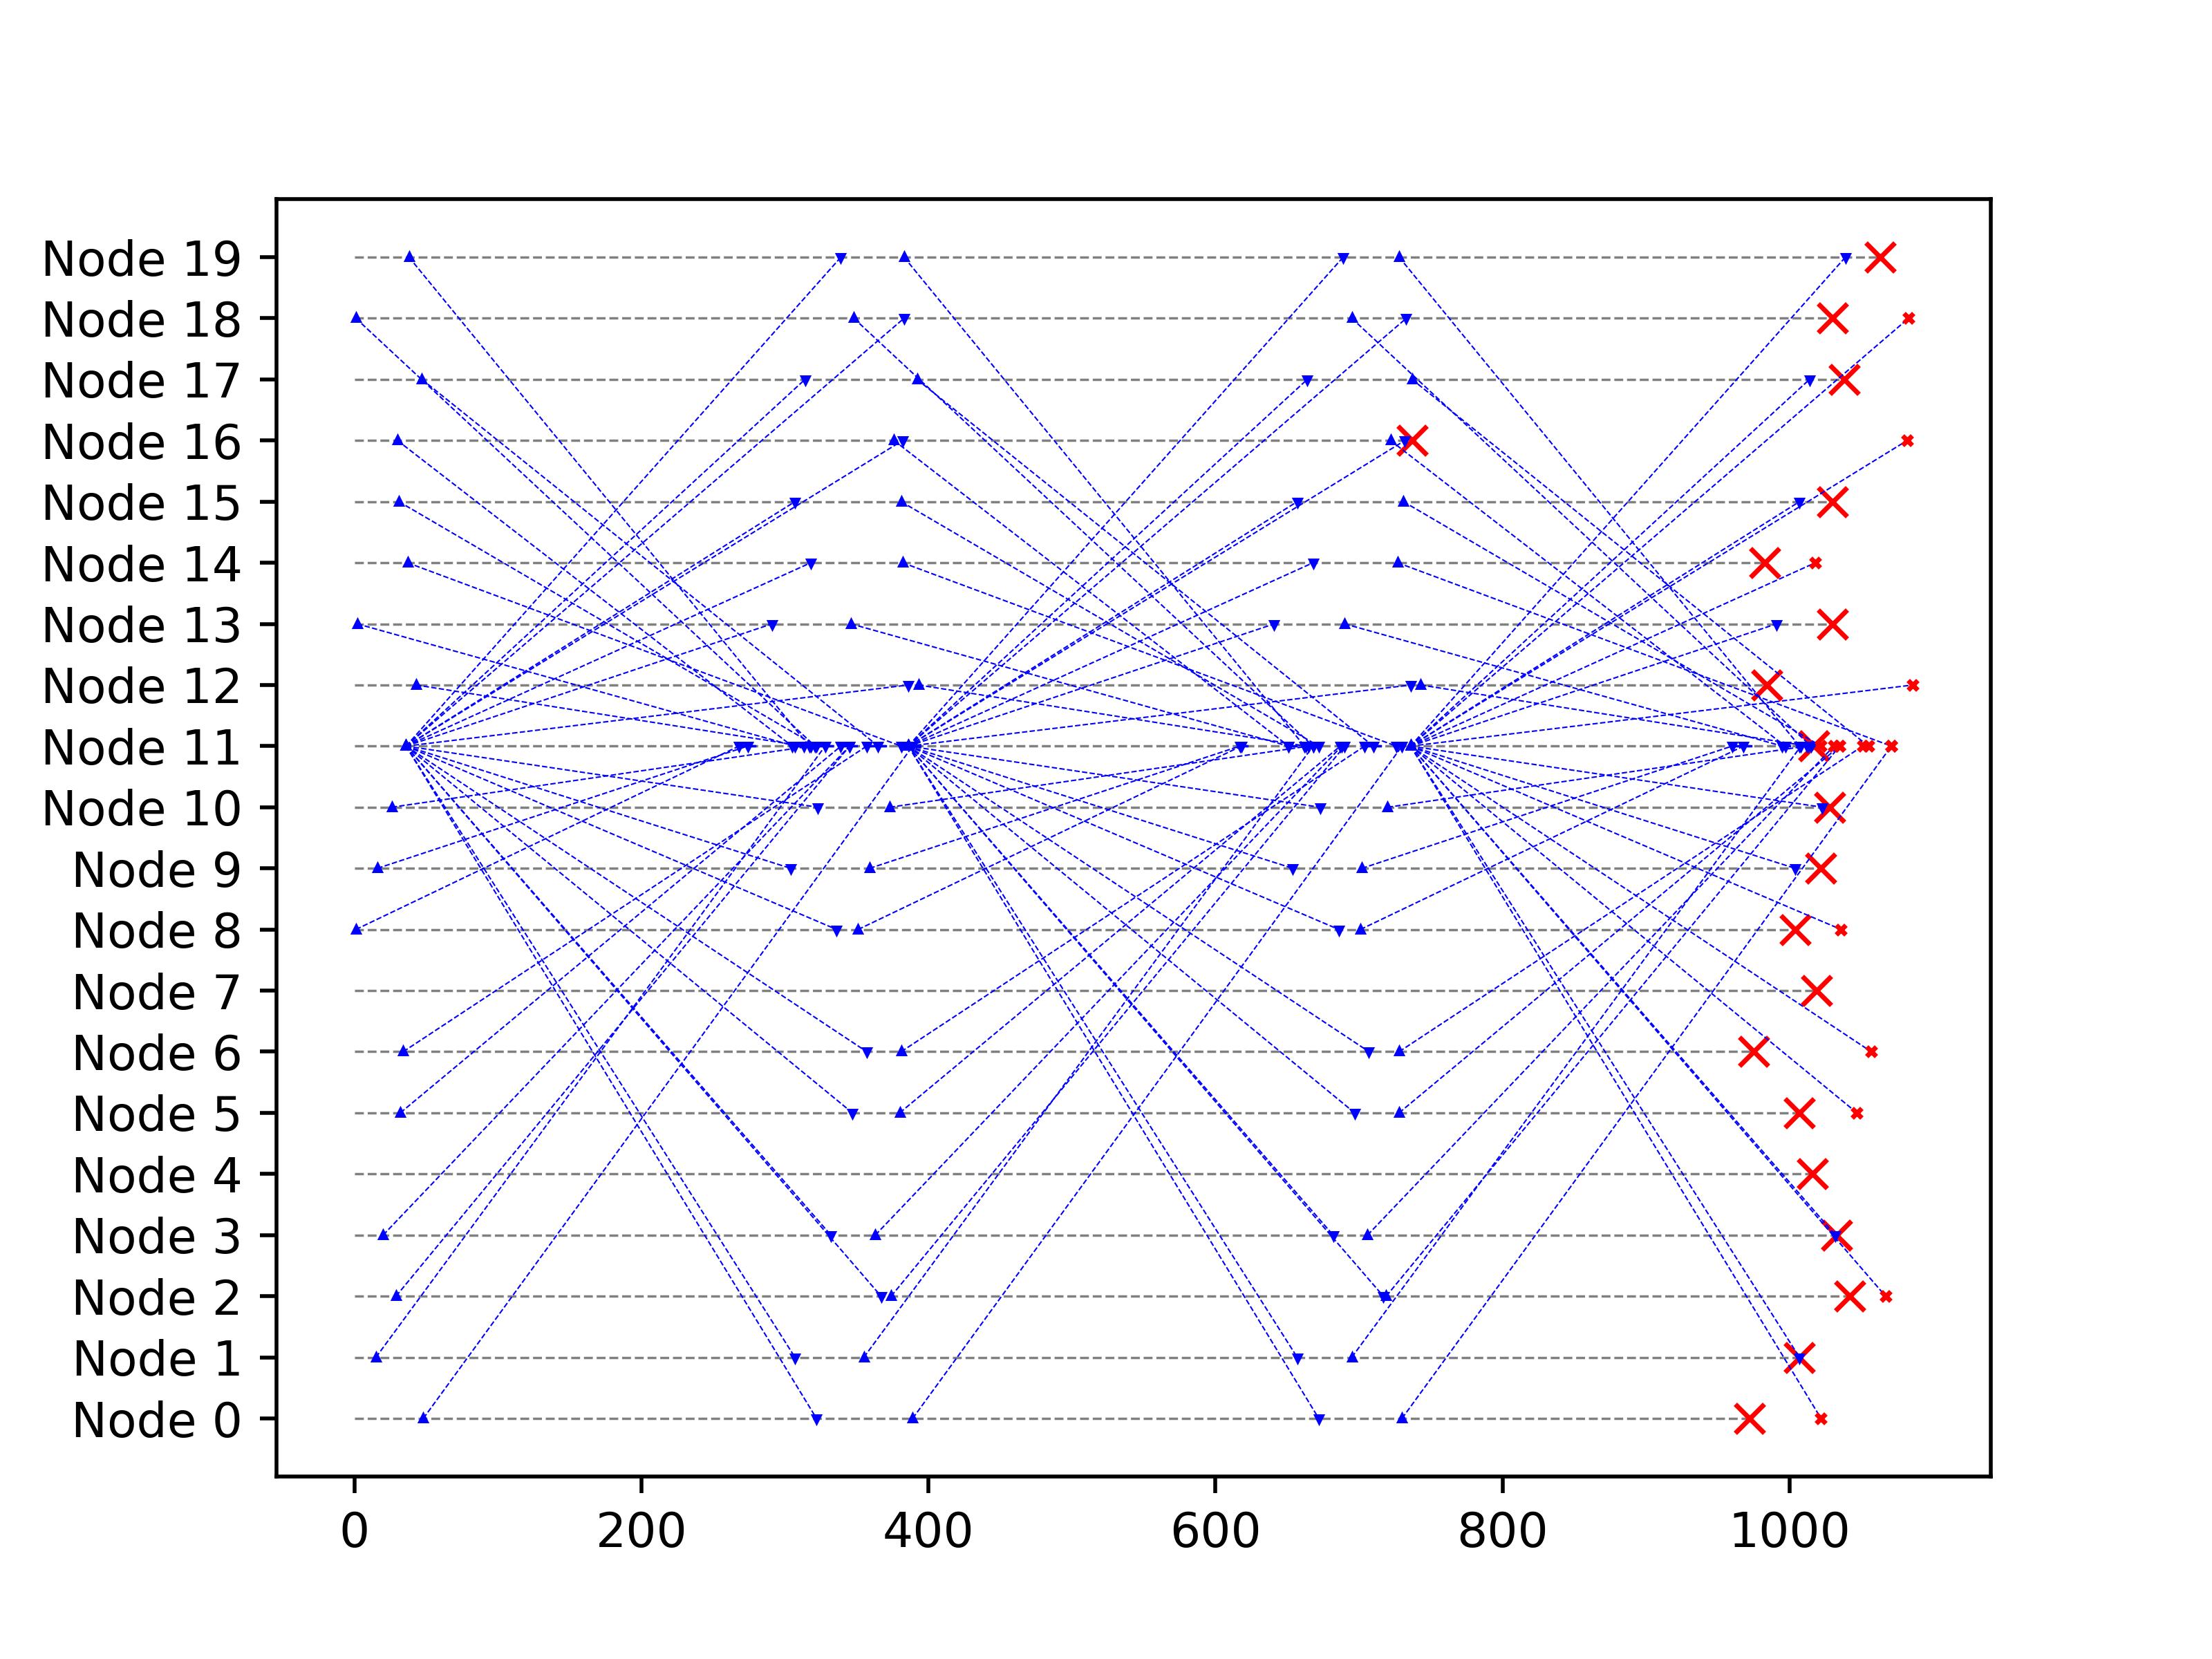 Node 19
Node 18
Node 17
Node 16
Node 15
Node 14
Node 13
Node 12
Node 11
Node 10
Node 9
Node 8
Node 7
Node 6
Node 5
Node 4
Node 3
Node 2
Node 1
Node 0
0 200 400 600 800 1000